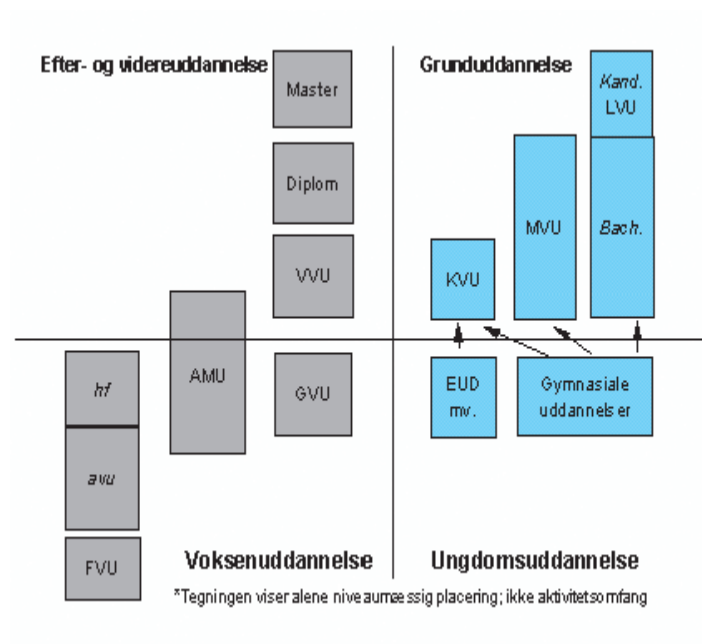 Efter- og videreuddannelse
Master
Diplom
VVU
AMU
GVU
hf
avu
FVU
Voksenuddannelse
Grunduddannelse
Kand.
LVU
MVU
Bach.
KVU
EUD
mv.
Gymnasiale
uddannelser
Ungdomsuddannelse
*Tegningen viser alene niveaumæssig placering; ikke aktivitetsomfang